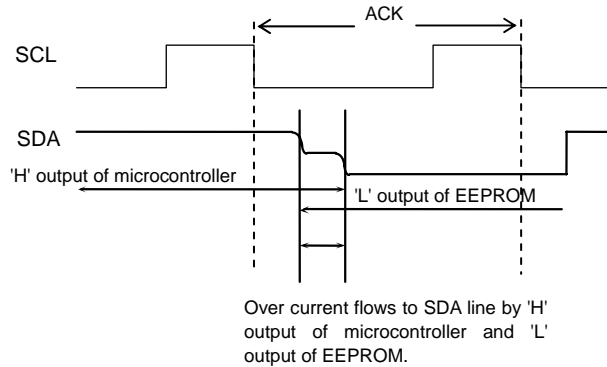 ACK
SCL
SDA
'H' output of microcontroller
'L' output of EEPROM
Over current flows to SDA line by 'H'
output of microcontroller and 'L'
output of EEPROM.